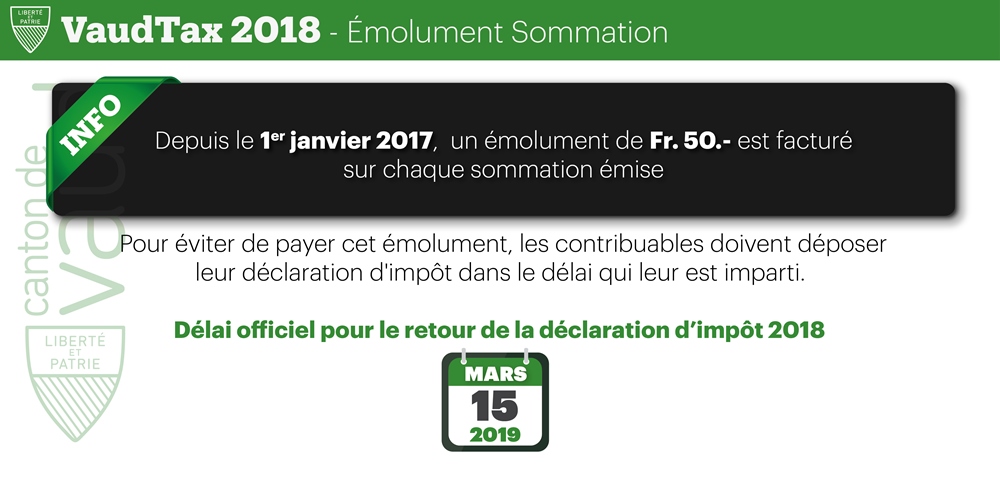 LIBERTÉ
ET
PATRIE
VaudTax 2018 - Émolument Sommation
INFO
Depuis le 1er janvier 2017, un émolument de Fr. 50.- est facturé
sur chaque sommation émise
canton de
vaud
Pour éviter de payer cet émolument, les contribuables doivent déposer
leur déclaration d'impôt dans le délai qui leur est imparti.
Délai officiel pour le retour de la déclaration d’impôt 2018
LIBERTÉ
ET
PATRIE
MARS
15
2019